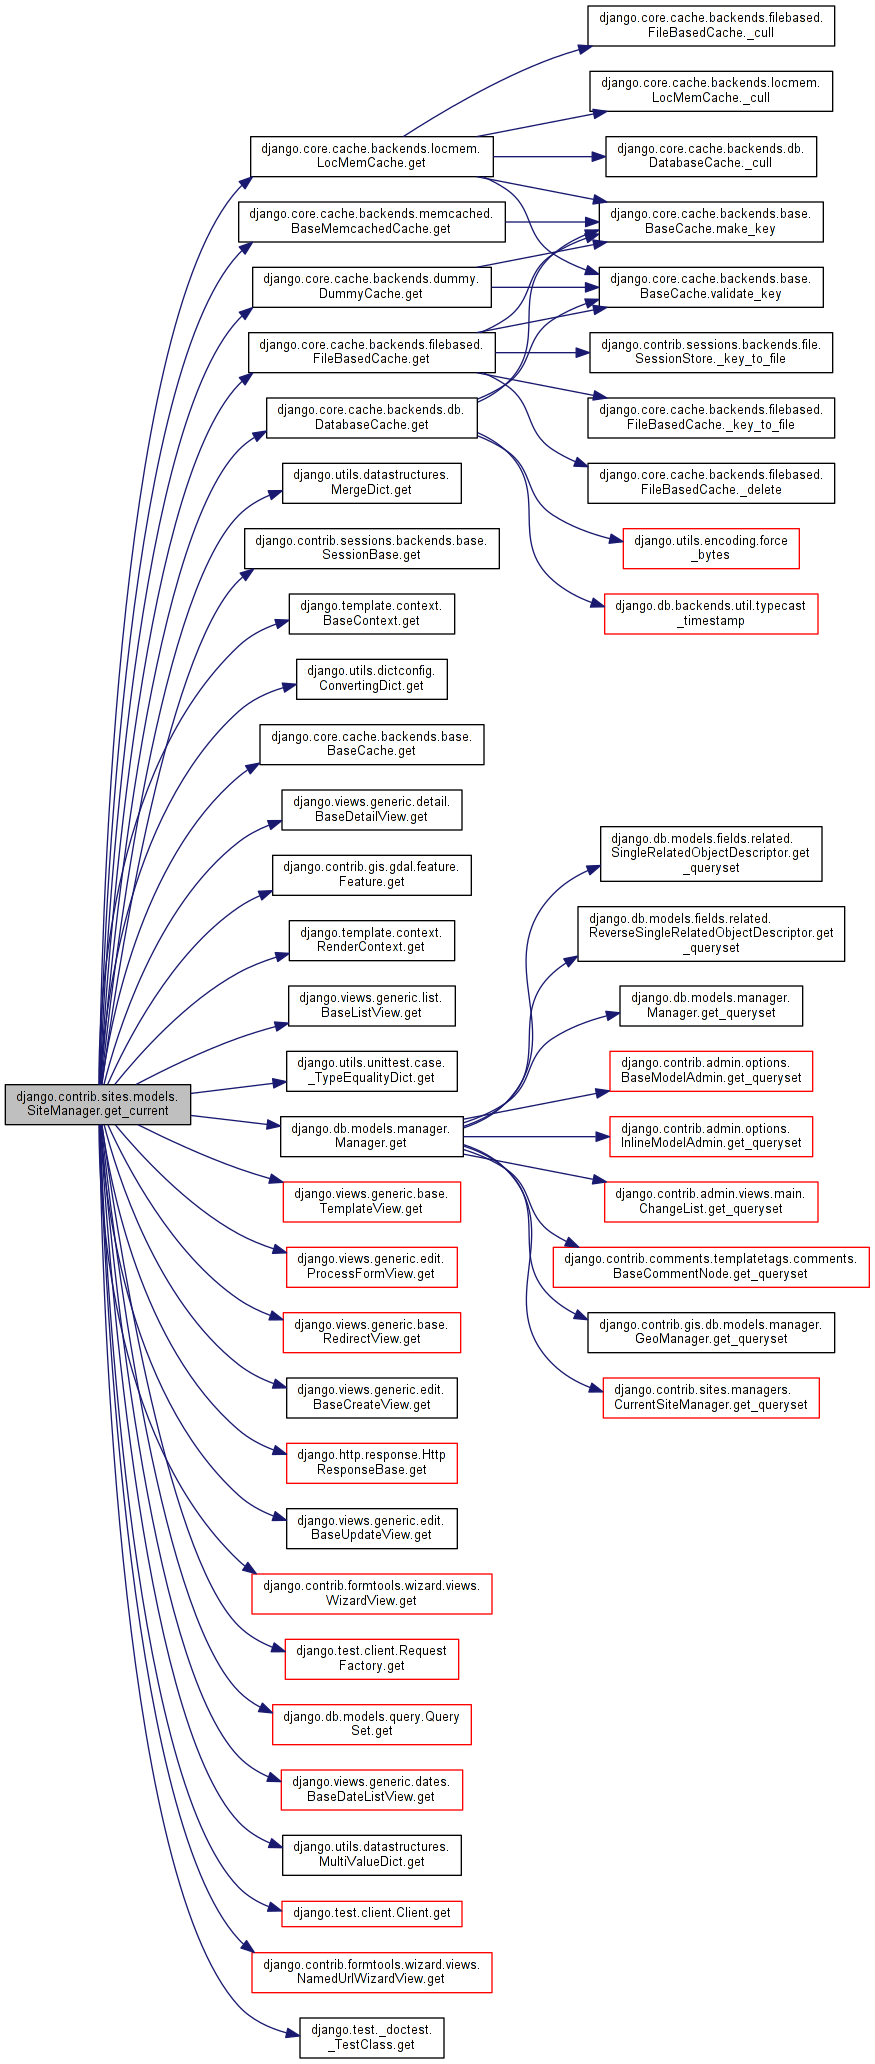 django.contrib.sites.models.
SiteManager.get_current
django.core.cache.backends.locmem.
LocMemCache.get
django.core.cache.backends.memcached.
BaseMemcachedCache.get
django.core.cache.backends.dummy.
DummyCache.get
django.core.cache.backends.filebased.
FileBasedCache.get
django.core.cache.backends.db.
DatabaseCache.get
django.utils.datastructures.
MergeDict.get
django.contrib.sessions.backends.base.
SessionBase.get
django.template.context.
BaseContext.get
django.utils.dictconfig.
ConvertingDict.get
django.core.cache.backends.base.
BaseCache.get
django.views.generic.detail.
BaseDetailView.get
django.contrib.gis.gdal.feature.
Feature.get
django.template.context.
RenderContext.get
django.views.generic.list.
BaseListView.get
django.utils.unittest.case.
_TypeEqualityDict.get
django.db.models.manager.
Manager.get
django.views.generic.base.
TemplateView.get
django.views.generic.edit.
ProcessFormView.get
django.views.generic.base.
RedirectView.get
django.views.generic.edit.
BaseCreateView.get
django.http.response.Http
ResponseBase.get
django.views.generic.edit.
BaseUpdateView.get
django.contrib.formtools.wizard.views.
WizardView.get
django.test.client.Request
Factory.get
django.db.models.query.Query
Set.get
django.views.generic.dates.
BaseDateListView.get
django.utils.datastructures.
MultiValueDict.get
django.test.client.Client.get
django.contrib.formtools.wizard.views.
NamedUrlWizardView.get
django.test._doctest.
_TestClass.get
django.core.cache.backends.filebased.
FileBasedCache._cull
django.core.cache.backends.locmem.
LocMemCache._cull
django.core.cache.backends.db.
DatabaseCache._cull
django.core.cache.backends.base.
BaseCache.make_key
django.core.cache.backends.base.
BaseCache.validate_key
django.contrib.sessions.backends.file.
SessionStore._key_to_file
django.core.cache.backends.filebased.
FileBasedCache._key_to_file
django.core.cache.backends.filebased.
FileBasedCache._delete
django.utils.encoding.force
_bytes
django.db.backends.util.typecast
_timestamp
django.db.models.fields.related.
SingleRelatedObjectDescriptor.get
_queryset
django.db.models.fields.related.
ReverseSingleRelatedObjectDescriptor.get
_queryset
django.db.models.manager.
Manager.get_queryset
django.contrib.admin.options.
BaseModelAdmin.get_queryset
django.contrib.admin.options.
InlineModelAdmin.get_queryset
django.contrib.admin.views.main.
ChangeList.get_queryset
django.contrib.comments.templatetags.comments.
BaseCommentNode.get_queryset
django.contrib.gis.db.models.manager.
GeoManager.get_queryset
django.contrib.sites.managers.
CurrentSiteManager.get_queryset